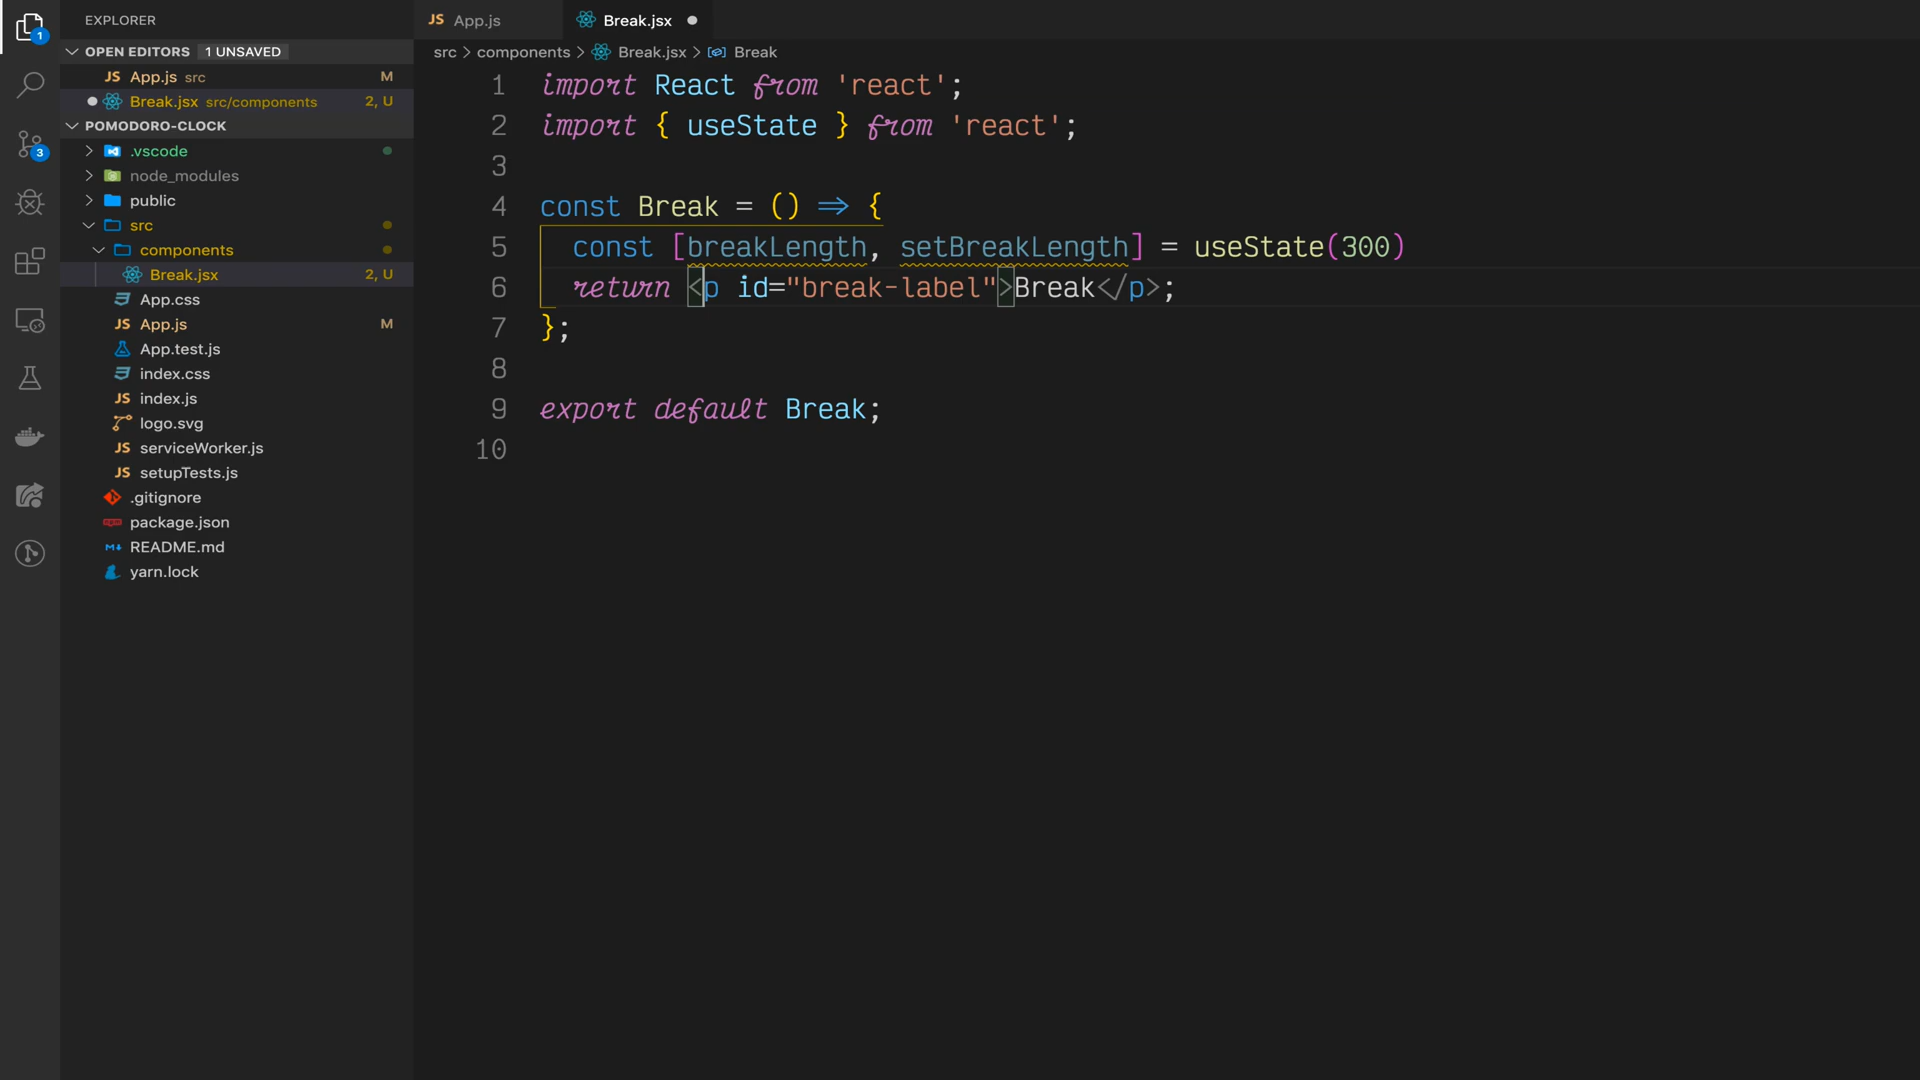 EXPLORER
OPEN EDITORS 1 UNSAVED
JS App.js src M
Break.jsx src/components 2, U
POMODORO-CLOCK
.vscode
node_modules
public
src
components
Break.jsx 2, U
App.css
JS App.js M
App.test.js
index.css
JS index.js
logo.svg
JS serviceWorker.js
JS setupTests.js
.gitignore
package.json
README.md
yarn.lock
1
3
JS App.js
Break.jsx
src > components > Break.jsx > Break
1 import React from 'react';
2 import { useState } from 'react';
3
4 const Break = () => {
5 const [breakLength, setBreakLength] = useState(300)
6 return <p id="break-label">Break</p>;
7 };
8
9 export default Break;
10